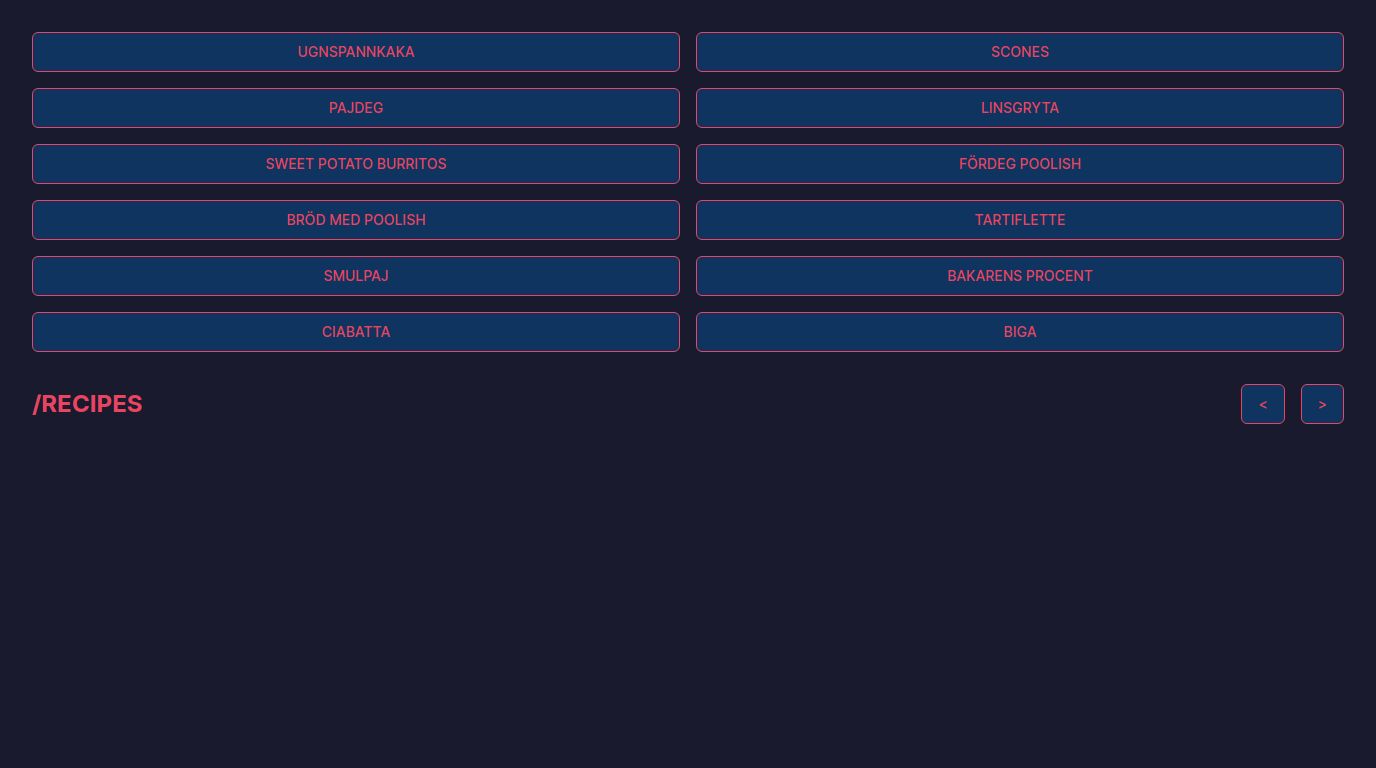 UGNSPANNKAKA
SCONES
PAJDEG
LINSGRYTA
SWEET POTATO BURRITOS
FÖRDEG POOLISH
BRÖD MED POOLISH
TARTIFLETTE
SMULPAJ
BAKARENS PROCENT
CIABATTA
BIGA
/RECIPES
<
>